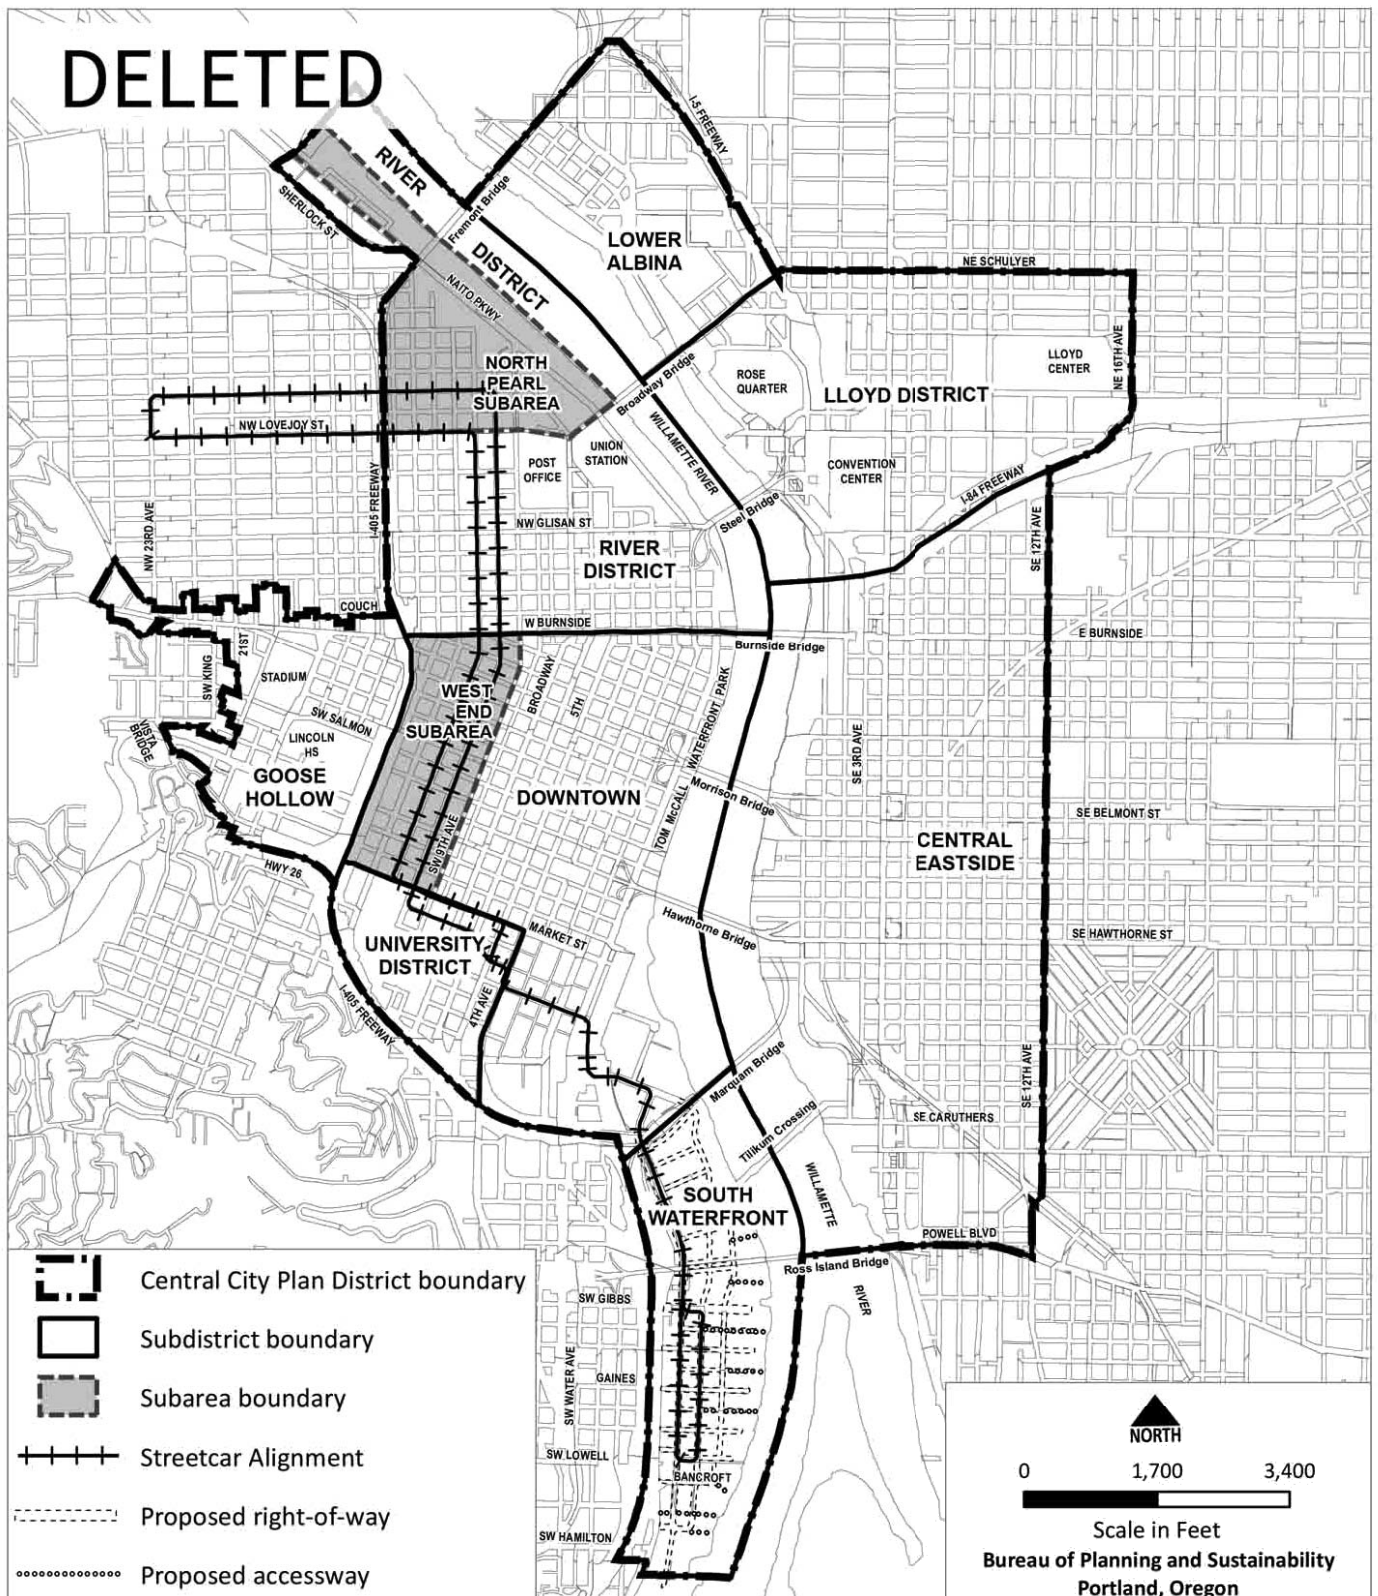 DELETED
I-5 FREEWAY
RIVER
DISTRICT
SHERLOCK ST
Fremont Bridge
LOWER
ALBINA
NE SCHULYER
NAITO PKWY
NORTH
PEARL
SUBAREA
Broadway Bridge
ROSE
QUARTER
LLOYD
CENTER
NE 16TH AVE
LLOYD DISTRICT
NW LOVEJOY ST
WILLAMETTE RIVER
UNION
STATION
POST
OFFICE
CONVENTION
CENTER
I-84 FREEWAY
I-405 FREEWAY
Steel Bridge
NW 23RD AVE
NW GLISAN ST
SE 12TH AVE
RIVER
DISTRICT
COUCH
W BURNSIDE
E BURNSIDE
Burnside Bridge
21ST
SW KING
STADIUM
WEST
END
SUBAREA
BROADWAY
5TH
TOM McCALL WATERFRONT PARK
SW SALMON
VISTA
BRIDGE
LINCOLN
HS
SE 3RD AVE
GOOSE
HOLLOW
DOWNTOWN
Morrison Bridge
SE BELMONT ST
CENTRAL
EASTSIDE
SW 9TH AVE
HWY 26
Hawthorne Bridge
SE HAWTHORNE ST
MARKET ST
UNIVERSITY
DISTRICT
4TH AVE
I-405 FREEWAY
Marquam Bridge
SE 12TH AVE
SE CARUTHERS
Tilikum Crossing
WILLAMETTE
SOUTH
WATERFRONT
POWELL BLVD
Ross Island Bridge
RIVER
SW GIBBS
SW WATER AVE
GAINES
SW LOWELL
BANCROFT
SW HAMILTON
Central City Plan District boundary
Subdistrict boundary
Subarea boundary
Streetcar Alignment
Proposed right-of-way
Proposed accessway
NORTH
0 1,700 3,400
Scale in Feet
Bureau of Planning and Sustainability
Portland, Oregon